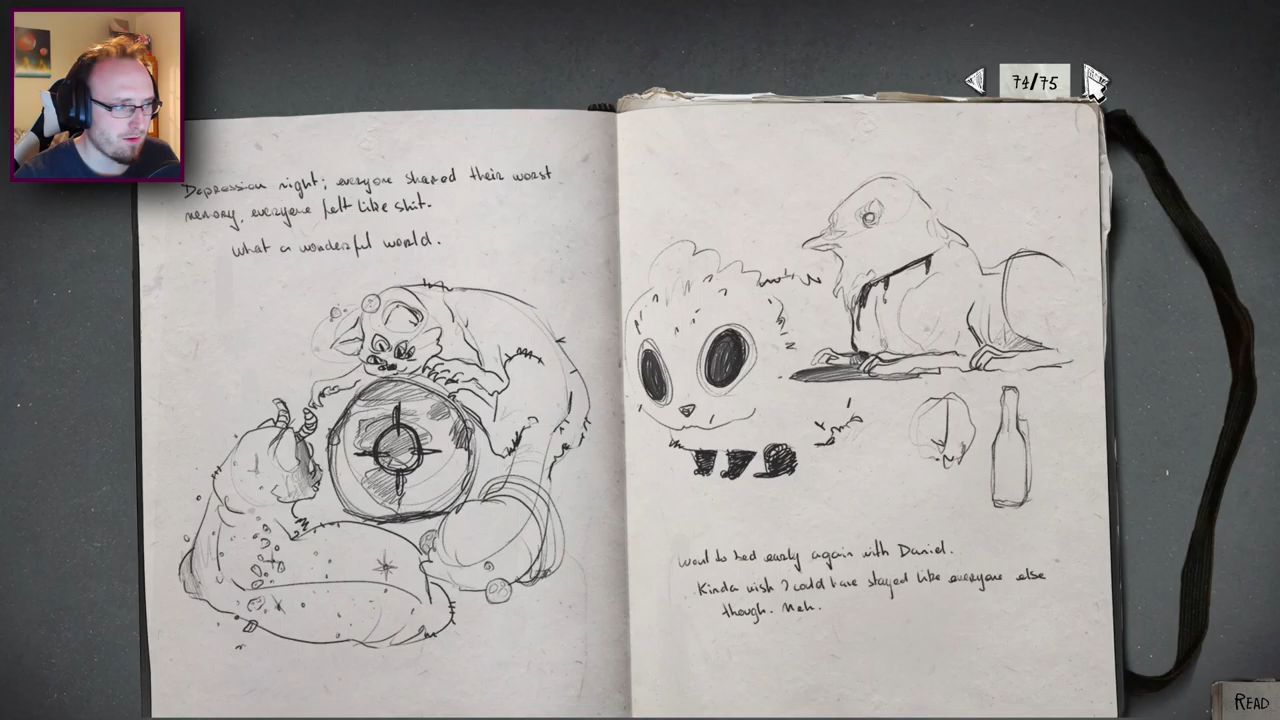 74/75
Depression night; everyone shared their worst
memory, everyone felt like shit.
What a wonderful world.
Went to bed early again with Daniel.
Kinda wish I could have stayed like everyone else
though. Meh.
READ